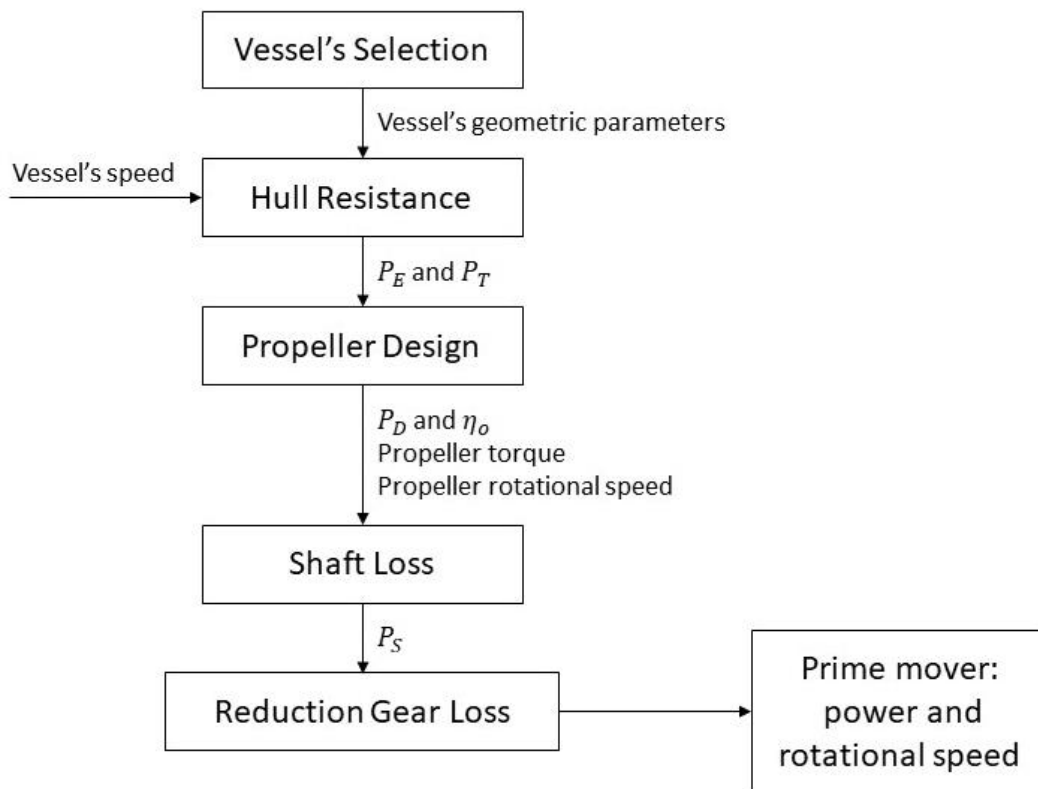 Vessel’s Selection
Vessel’s geometric parameters
Vessel’s speed
Hull Resistance
P_E and P_T
Propeller Design
P_D and η_o
Propeller torque
Propeller rotational speed
Shaft Loss
P_S
Reduction Gear Loss
Prime mover:
power and
rotational speed